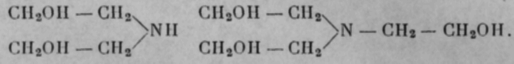 CH₂OH — CH₂ CH₂OH — CH₂
NH N — CH₂ — CH₂OH.
CH₂OH — CH₂ CH₂OH — CH₂